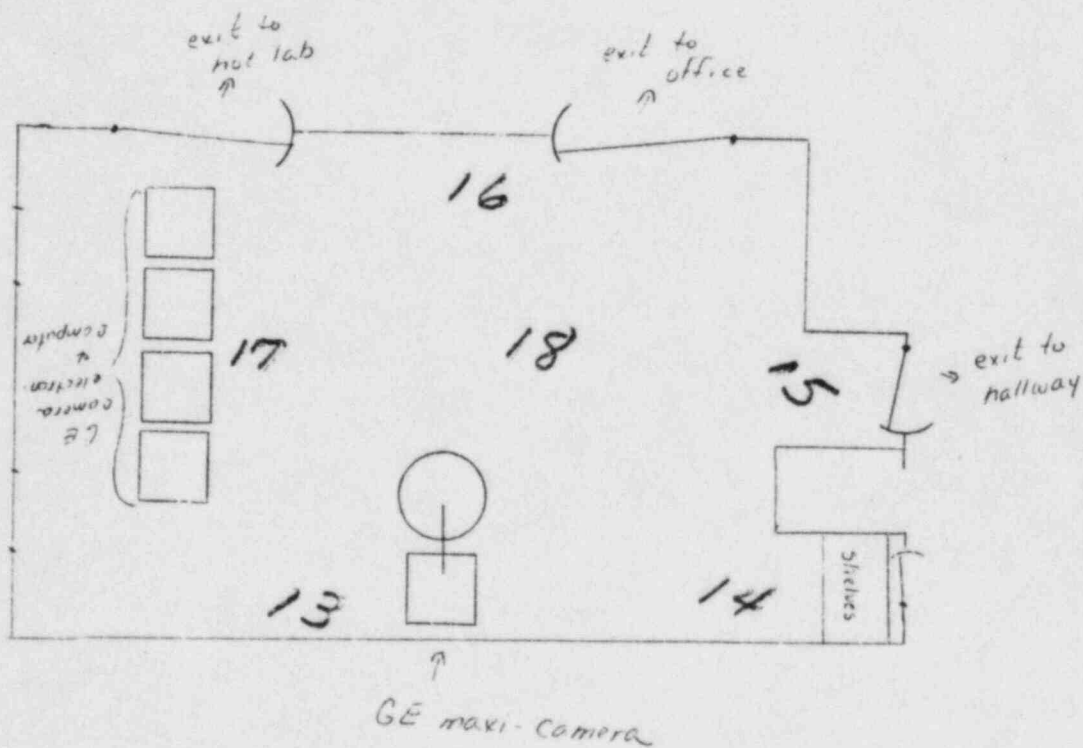 exit to
hot lab
exit to
office
16
computer
&
electron.
camera
GE
17
18
15
exit to
hallway
13
14
Shelves
GE maxi-camera